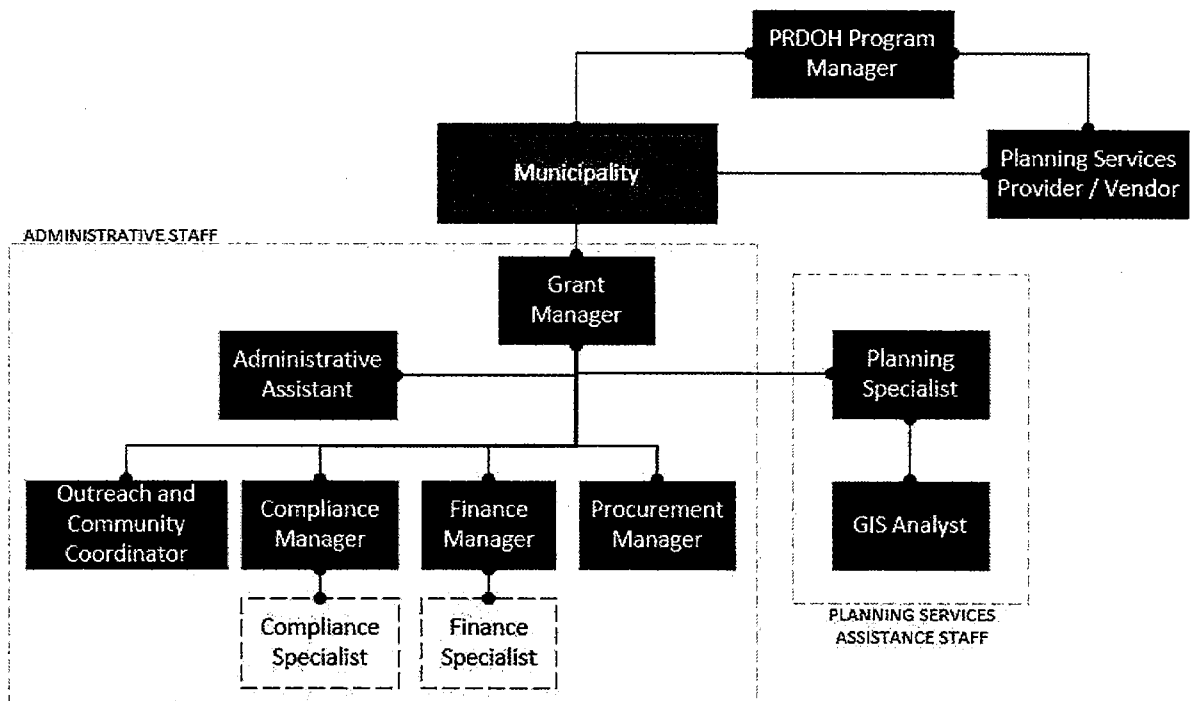 PRDOH Program
Manager
Municipality
Planning Services
Provider / Vendor
ADMINISTRATIVE STAFF
Grant
Manager
Administrative
Assistant
Planning
Specialist
Outreach and
Community
Coordinator
Compliance
Manager
Finance
Manager
Procurement
Manager
GIS Analyst
Compliance
Specialist
Finance
Specialist
PLANNING SERVICES
ASSISTANCE STAFF